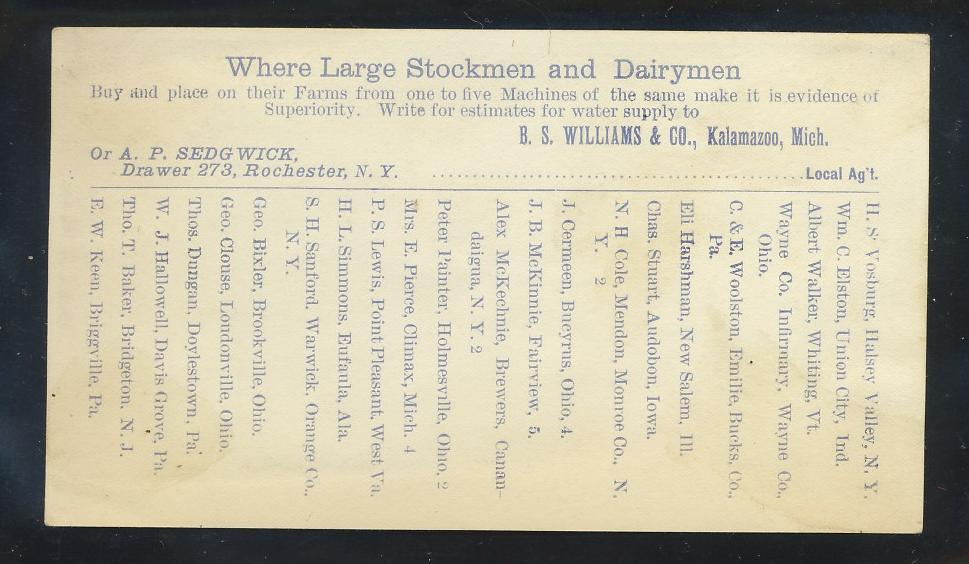 Where Large Stockmen and Dairymen
Buy and place on their Farms from one to five Machines of the same make it is evidence of
Superiority. Write for estimates for water supply to
B. S. WILLIAMS & CO., Kalamazoo, Mich.
Or A. P. SEDGWICK,
Drawer 273, Rochester, N. Y. ............................................Local Ag't.
H. S. Vosburg, Halsey Valley, N. Y.
Wm. C. Elston, Union City, Ind.
Albert Walker, Whiting, Vt.
Wayne Co. Infirmary, Wayne Co.,
Ohio.
C. & E. Woolston, Emilie, Bucks, Co.,
Pa.
Eli Harshman, New Salem, Ill.
Chas. Stuart, Audobon, Iowa.
N. H Cole, Mendon, Monroe Co., N.
Y. 2
J. Cermeen, Bucyrus, Ohio, 4.
J. B. McKinnie, Fairview, 5.
Alex McKechnie, Brewers, Canan-
daigua, N. Y. 2
Peter Painter, Holmesville, Ohio. 2
Mrs. E. Pierce, Climax, Mich. 4
P. S. Lewis, Point Pleasant, West Va.
H. L. Simmons, Eufaula, Ala.
S. H. Sanford, Warwick, Orange Co.,
N. Y.
Geo. Bixler, Brookville, Ohio.
Geo. Clouse, Loudonville, Ohio.
Thos. Dungan, Doylestown, Pa.
W. J. Hallowell, Davis Grove, Pa.
Tho. T. Baker, Bridgeton, N. J.
E. W. Keen, Briggville, Pa.